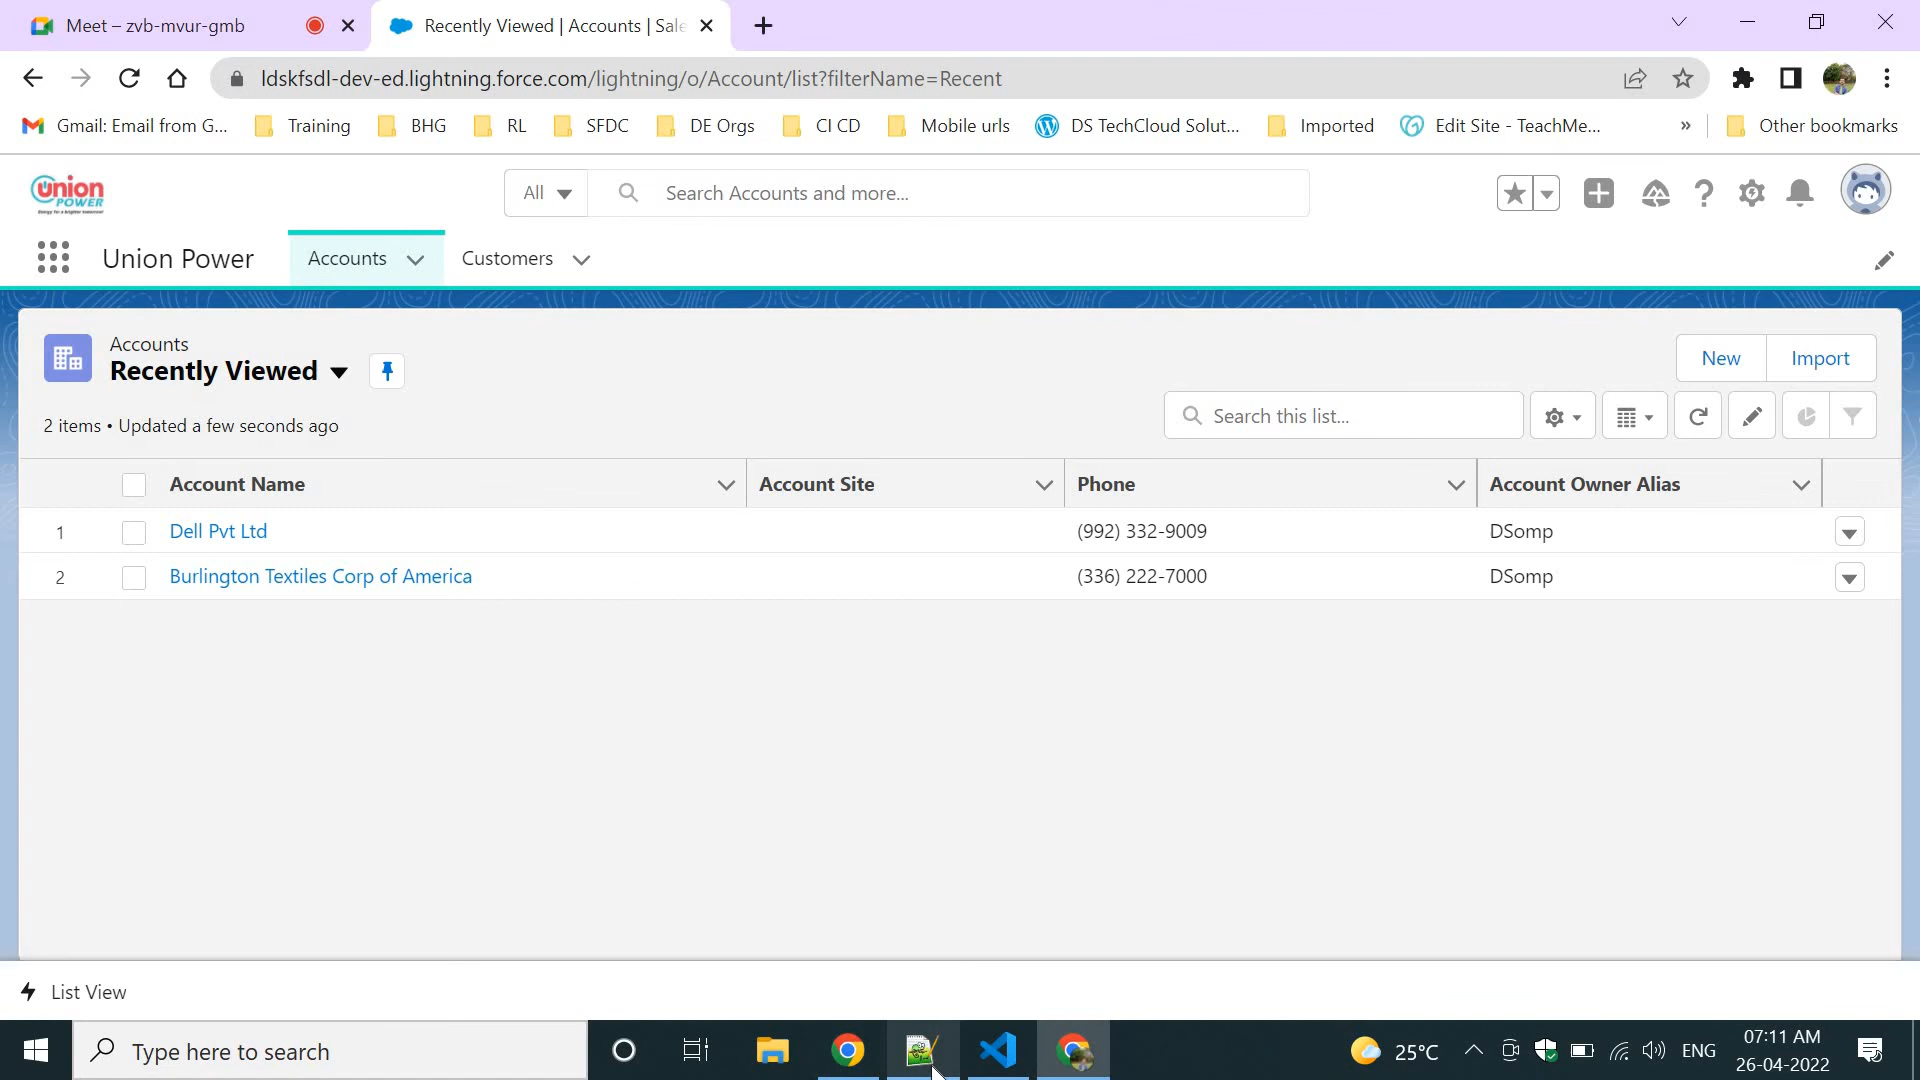 Meet – zvb-mvur-gmb
Recently Viewed | Accounts | Sale
ldskfsdl-dev-ed.lightning.force.com/lightning/o/Account/list?filterName=Recent
Gmail: Email from G... Training BHG RL SFDC DE Orgs CI CD Mobile urls DS TechCloud Solut... Imported Edit Site - TeachMe... » Other bookmarks
union
POWER
Energy for a brighter tomorrow!
All Search Accounts and more...
Union Power Accounts Customers
Accounts
Recently Viewed
New Import
2 items • Updated a few seconds ago
Search this list...
Account Name Account Site Phone Account Owner Alias
1 Dell Pvt Ltd (992) 332-9009 DSomp
2 Burlington Textiles Corp of America (336) 222-7000 DSomp
List View
Type here to search
25°C ENG
07:11 AM
26-04-2022